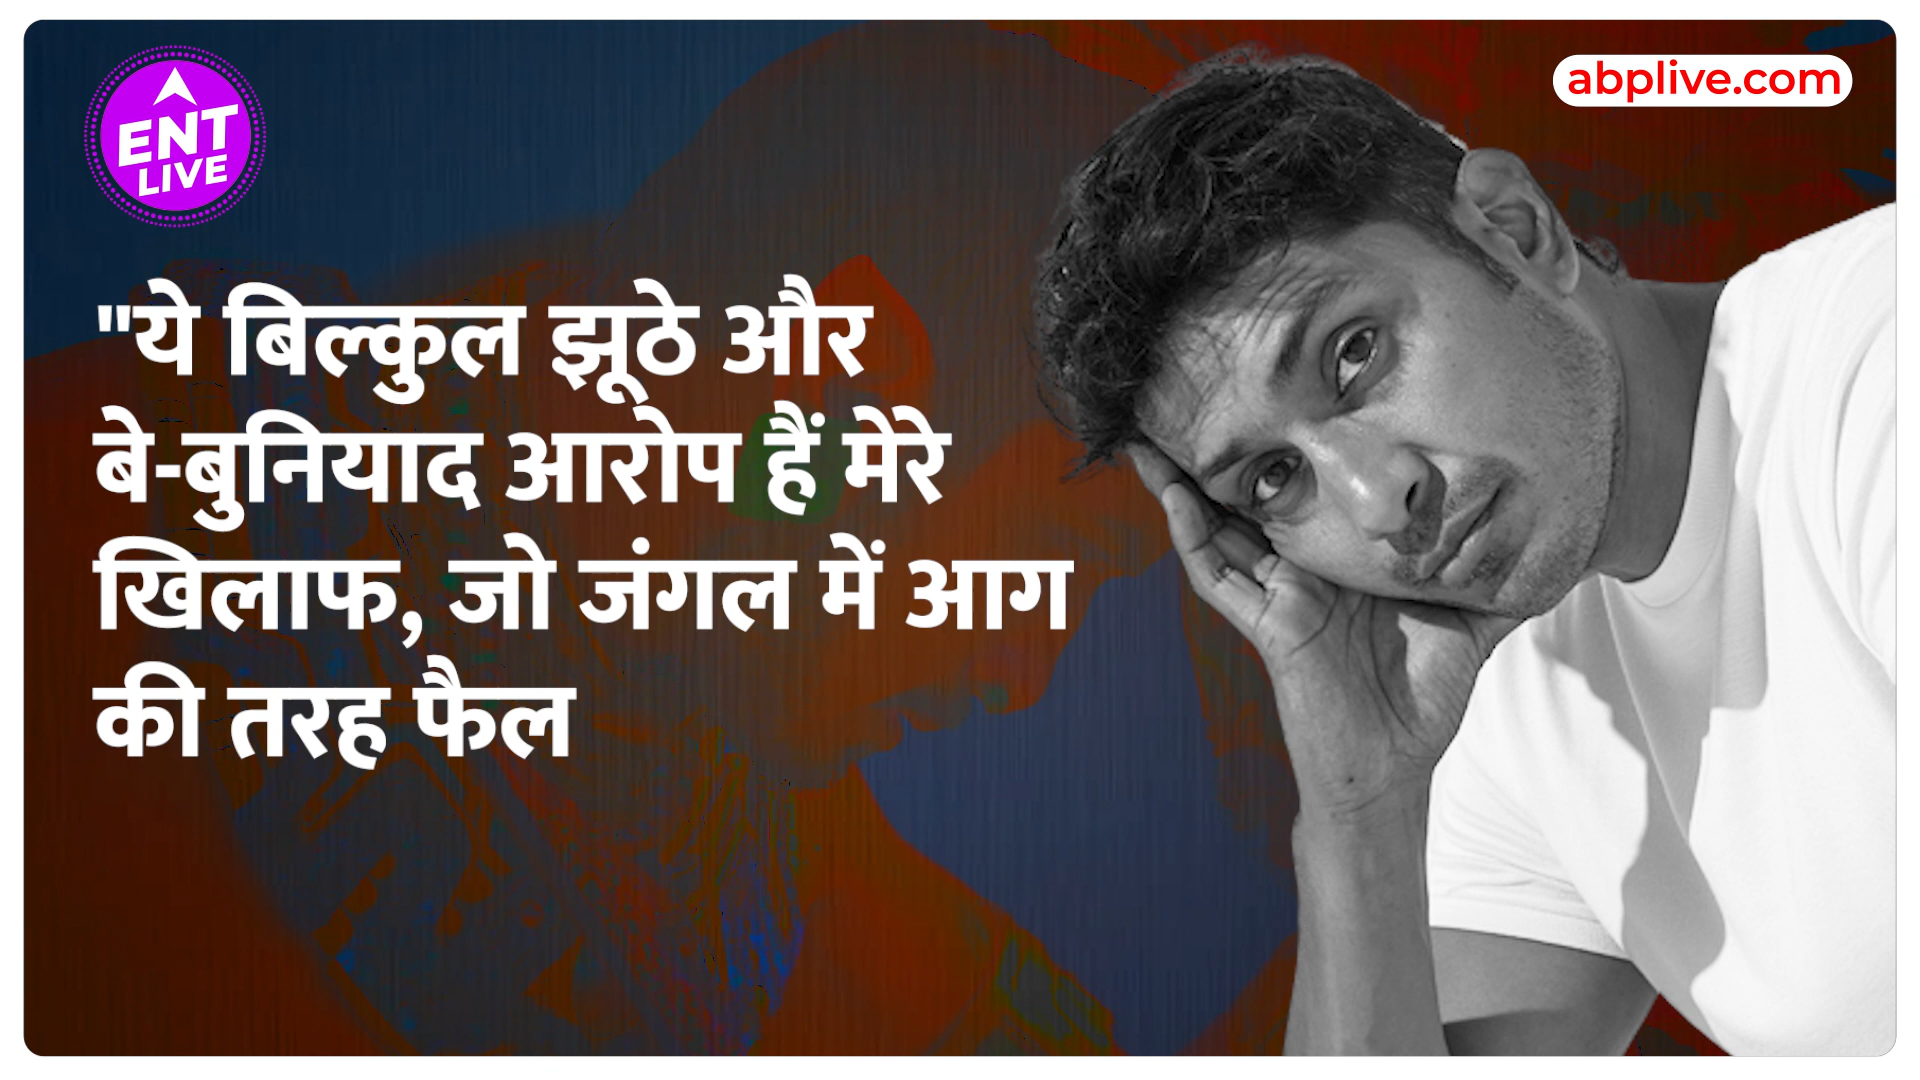 ENT
LIVE
abplive.com
"ये बिल्कुल झूठे और
बे-बुनियाद आरोप हैं मेरे
खिलाफ, जो जंगल में आग
की तरह फैल